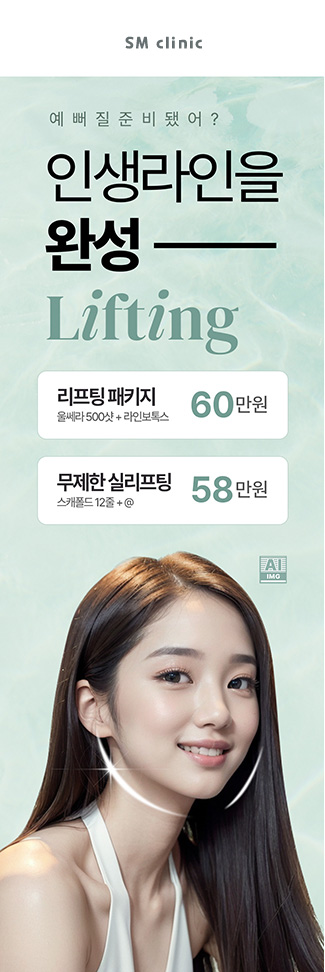 SM clinic
예뻐질준비됐어?
인생라인을
완성
Lifting
리프팅 패키지
울쎄라 500샷 + 라인보톡스
60만원
무제한 실리프팅
스캐폴드 12줄 + @
58만원
AI
IMG